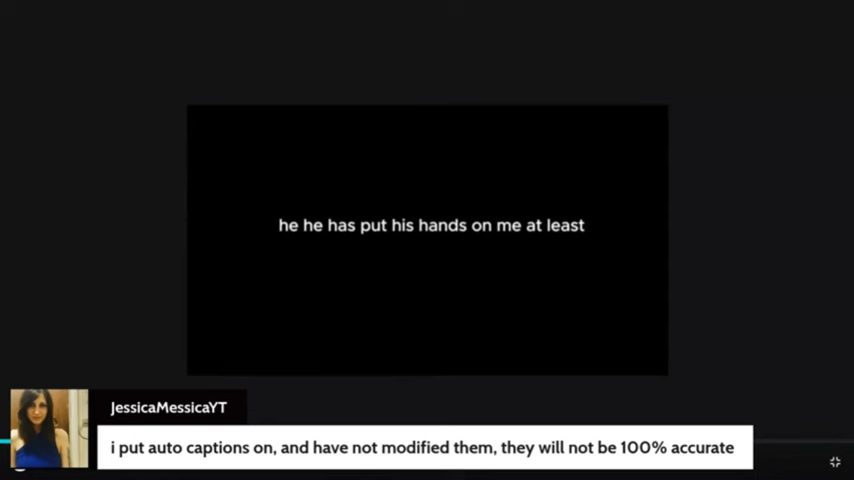 he he has put his hands on me at least
JessicaMessicaYT
i put auto captions on, and have not modified them, they will not be 100% accurate